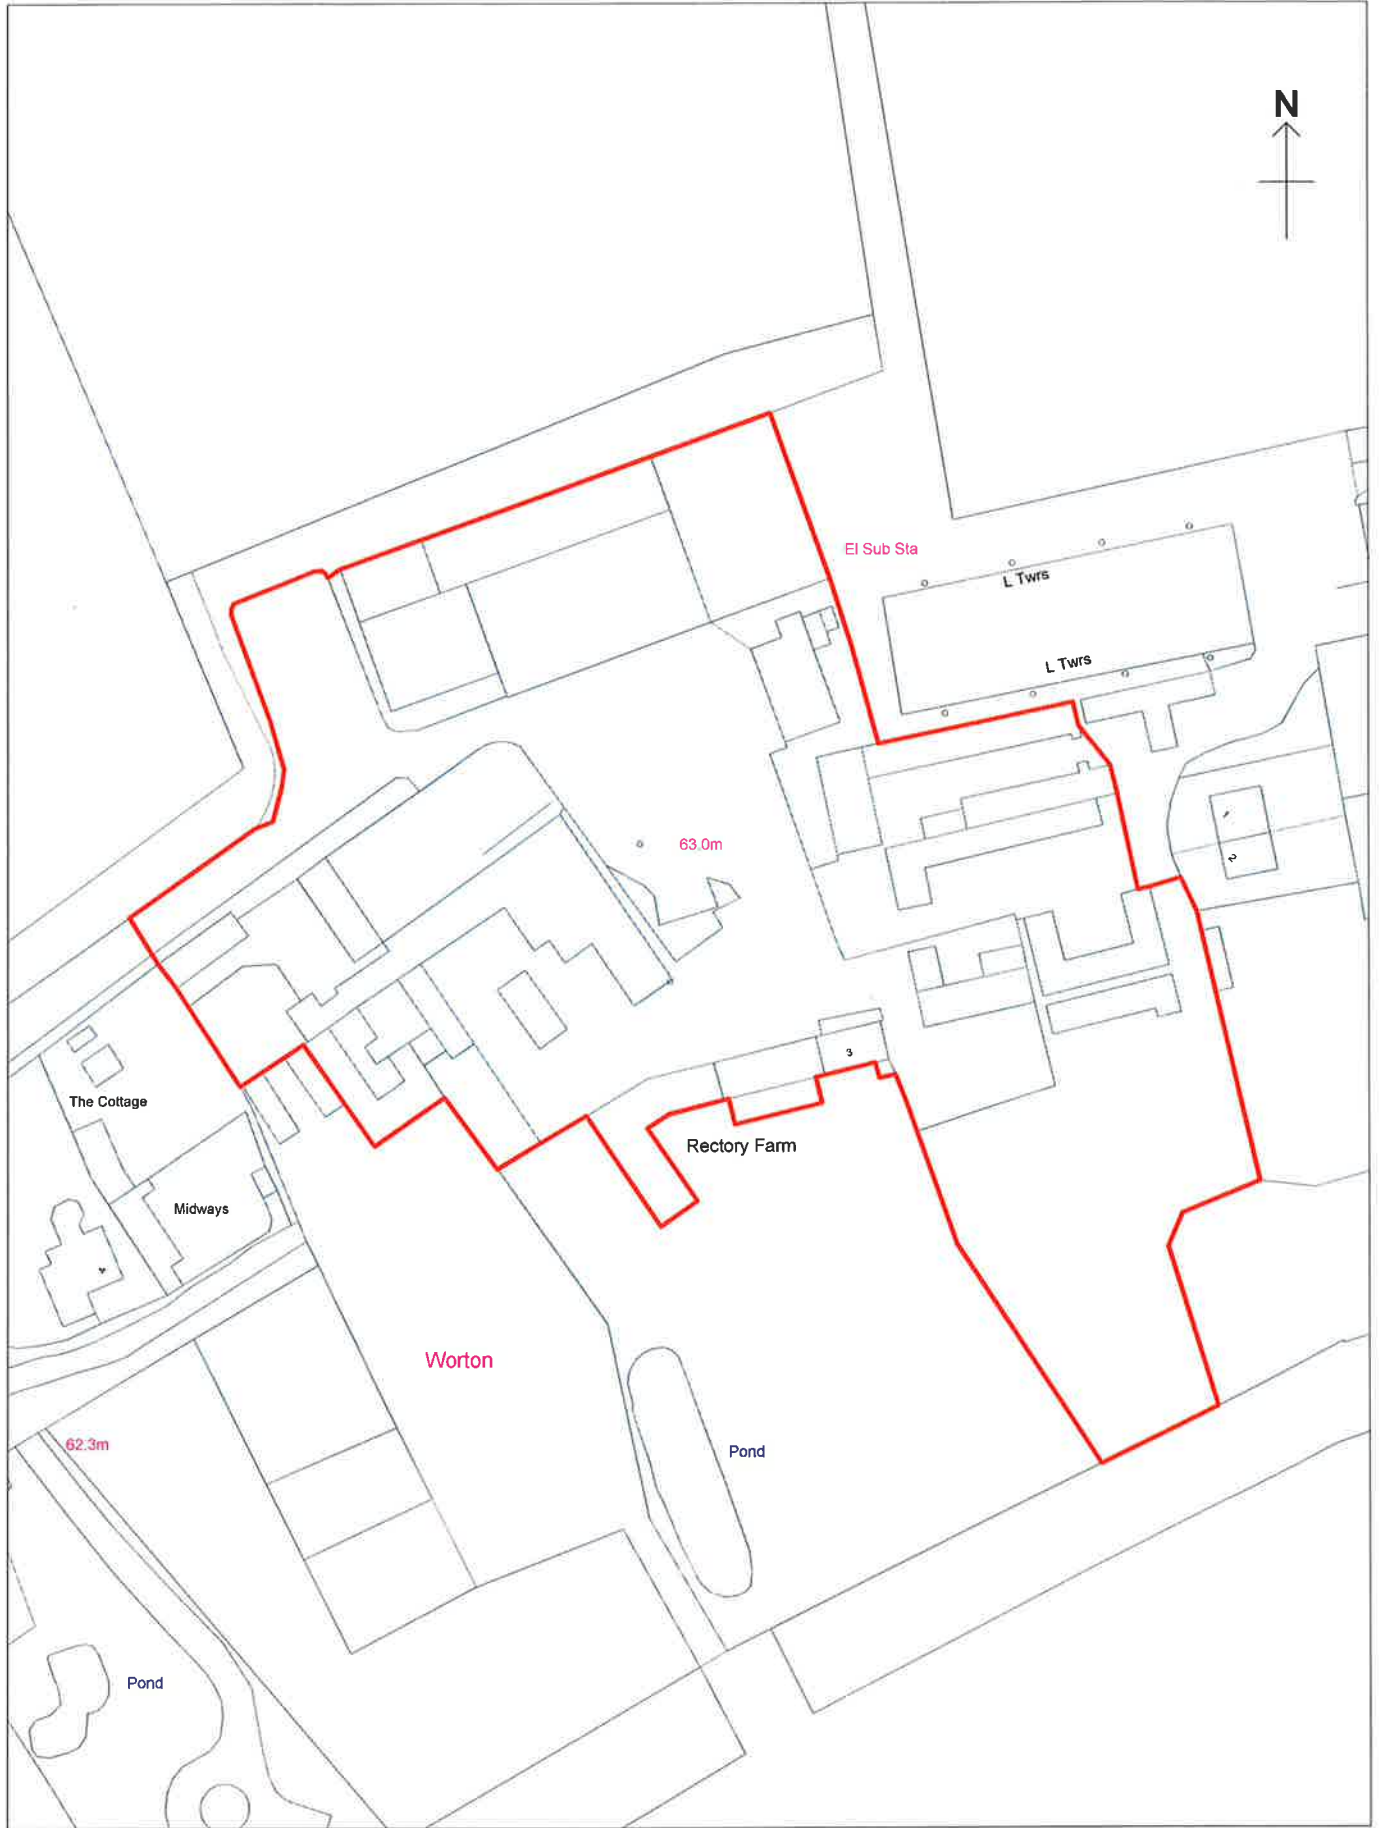 N
El Sub Sta
L Twrs
L Twrs
63.0m
1
2
3
The Cottage
Rectory Farm
Midways
4
Worton
62.3m
Pond
Pond